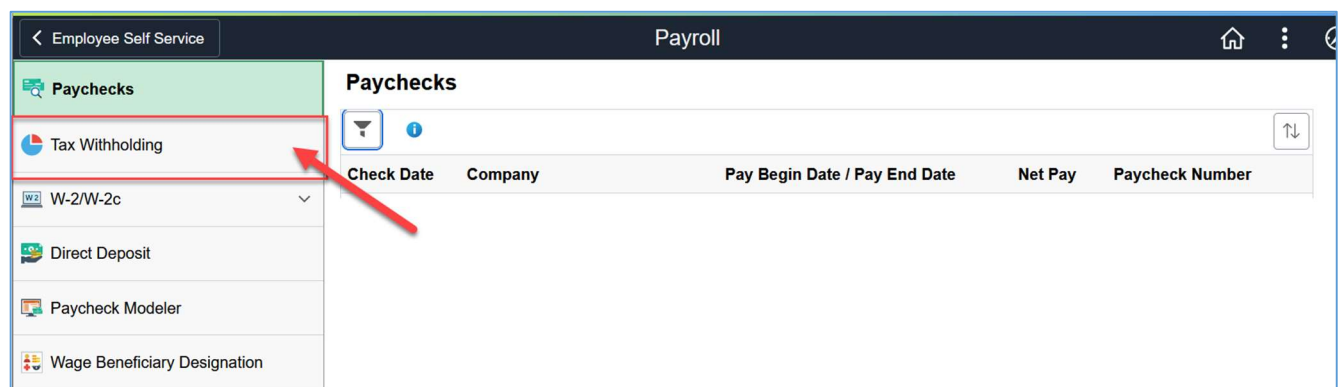 Employee Self Service
Payroll
Paychecks
Tax Withholding
W2 W-2/W-2c
Direct Deposit
Paycheck Modeler
Wage Beneficiary Designation
Paychecks
Check Date Company Pay Begin Date / Pay End Date Net Pay Paycheck Number